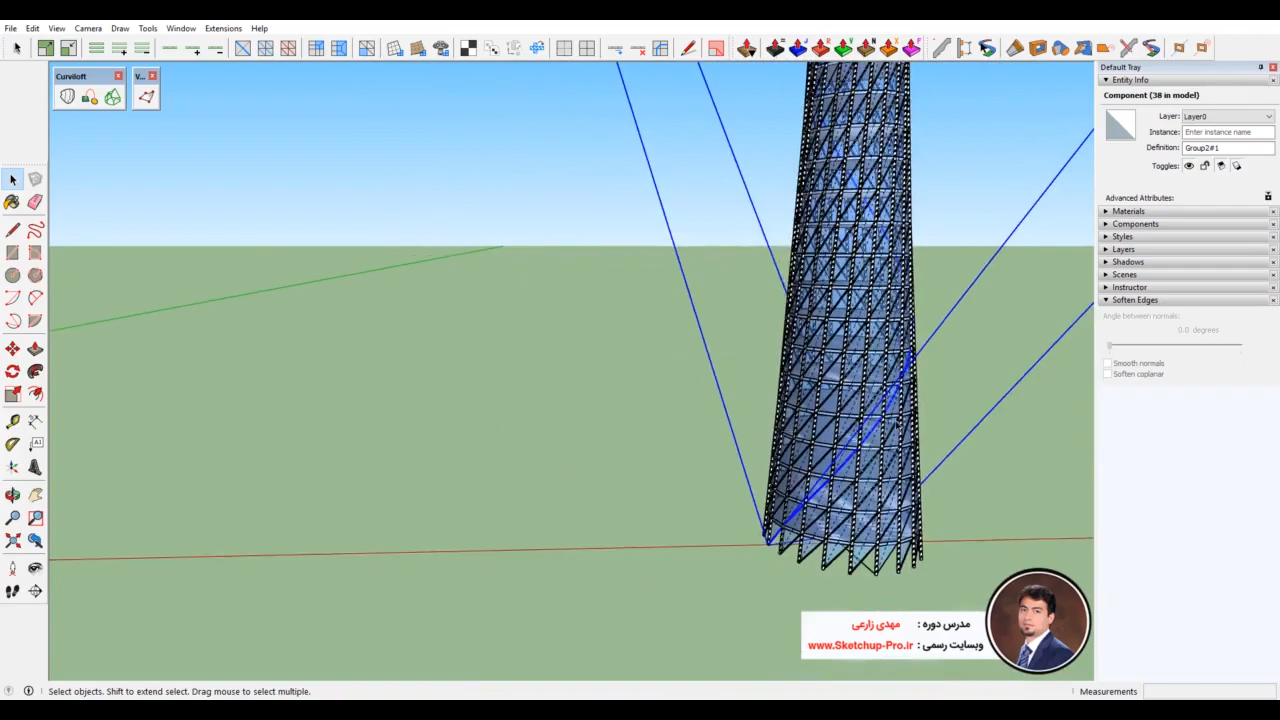 File Edit View Camera Draw Tools Window Extensions Help
Default Tray
Curviloft
V...
Entity Info
Component (38 in model)
Layer: Layer0
Instance: Enter instance name
Definition: Group2#1
Toggles:
Advanced Attributes:
Materials
Components
Styles
Layers
Shadows
Scenes
Instructor
Soften Edges
Angle between normals:
0.0 degrees
Smooth normals
Soften coplanar
مدرس دوره : مهدی زارعی
وبسایت رسمی : www.Sketchup-Pro.ir
Select objects. Shift to extend select. Drag mouse to select multiple.
Measurements